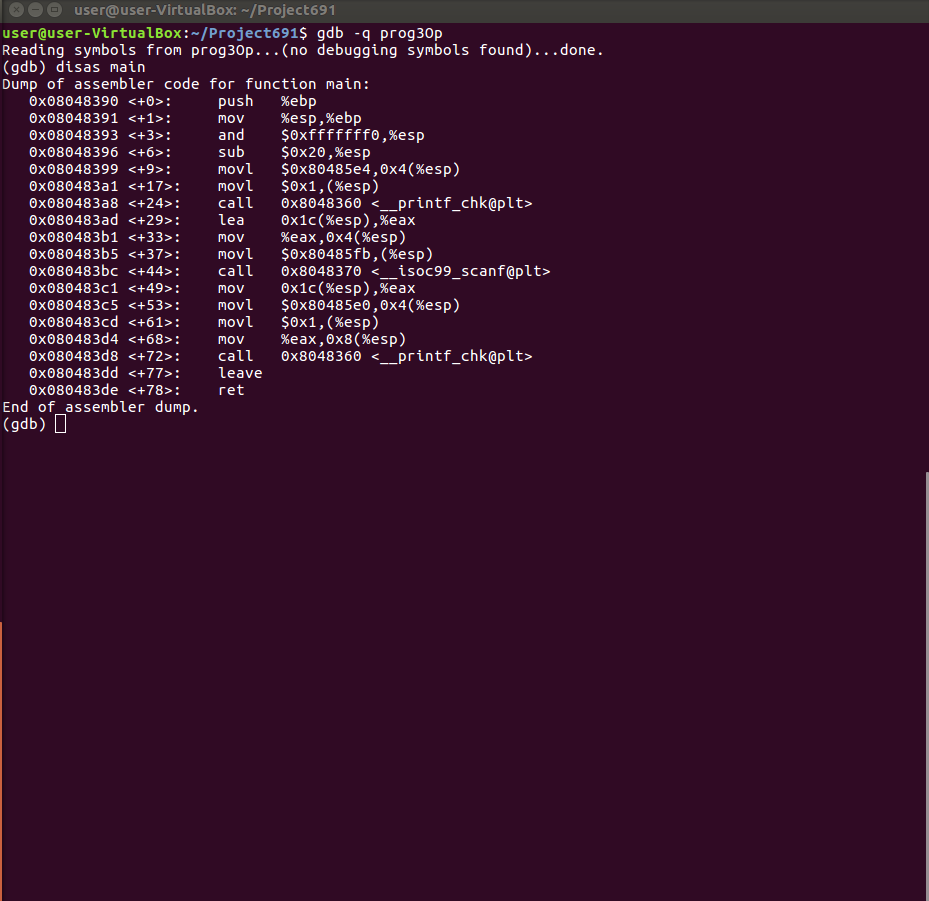 user@user-VirtualBox: ~/Project691
user@user-VirtualBox:~/Project691$ gdb -q prog3Op
Reading symbols from prog3Op...(no debugging symbols found)...done.
(gdb) disas main
Dump of assembler code for function main:
   0x08048390 <+0>:     push   %ebp
   0x08048391 <+1>:     mov    %esp,%ebp
   0x08048393 <+3>:     and    $0xfffffff0,%esp
   0x08048396 <+6>:     sub    $0x20,%esp
   0x08048399 <+9>:     movl   $0x80485e4,0x4(%esp)
   0x080483a1 <+17>:    movl   $0x1,(%esp)
   0x080483a8 <+24>:    call   0x8048360 <__printf_chk@plt>
   0x080483ad <+29>:    lea    0x1c(%esp),%eax
   0x080483b1 <+33>:    mov    %eax,0x4(%esp)
   0x080483b5 <+37>:    movl   $0x80485fb,(%esp)
   0x080483bc <+44>:    call   0x8048370 <__isoc99_scanf@plt>
   0x080483c1 <+49>:    mov    0x1c(%esp),%eax
   0x080483c5 <+53>:    movl   $0x80485e0,0x4(%esp)
   0x080483cd <+61>:    movl   $0x1,(%esp)
   0x080483d4 <+68>:    mov    %eax,0x8(%esp)
   0x080483d8 <+72>:    call   0x8048360 <__printf_chk@plt>
   0x080483dd <+77>:    leave
   0x080483de <+78>:    ret
End of assembler dump.
(gdb)